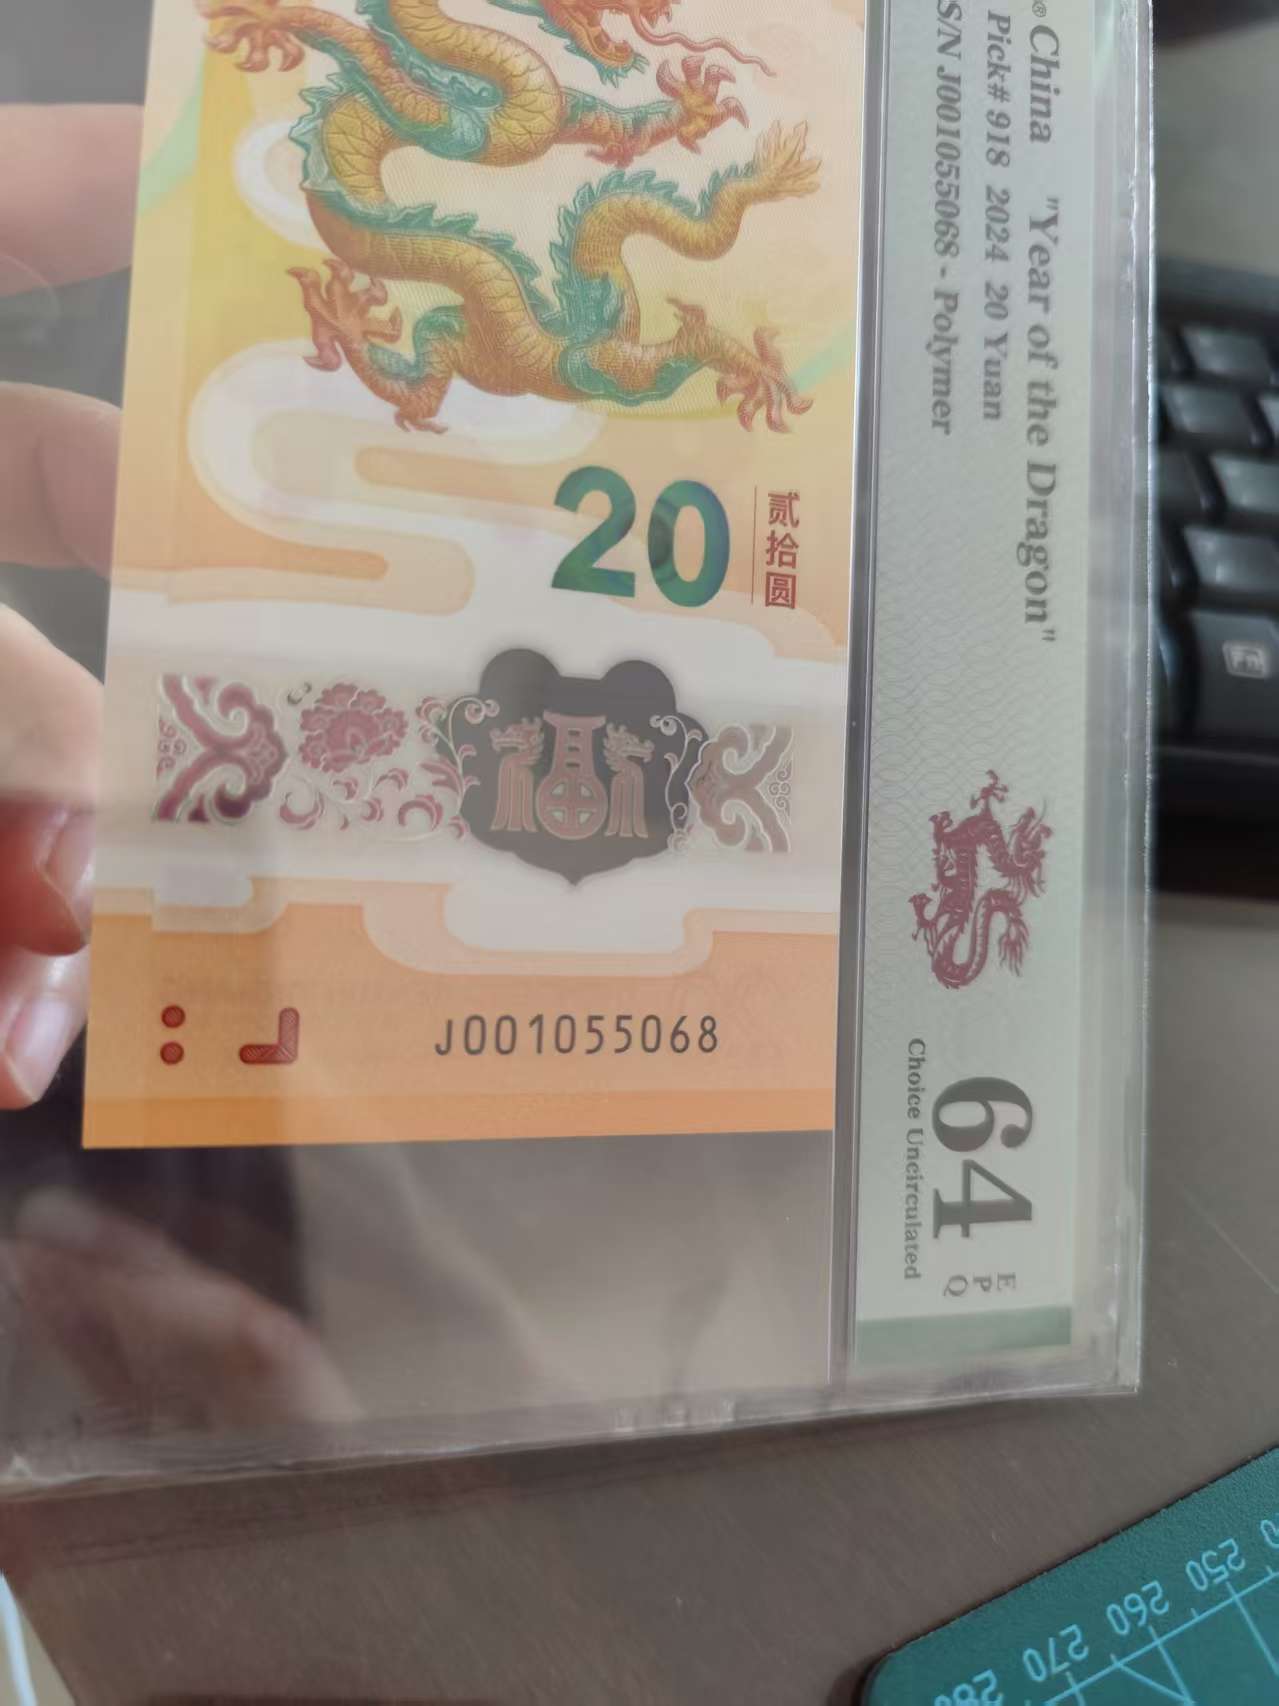 China "Year of the Dragon"
Pick# 918 2024 20 Yuan
S/N J001055068 - Polymer
64
EPQ
Choice Uncirculated
贰拾圆
20
福
J001055068
250
260
270